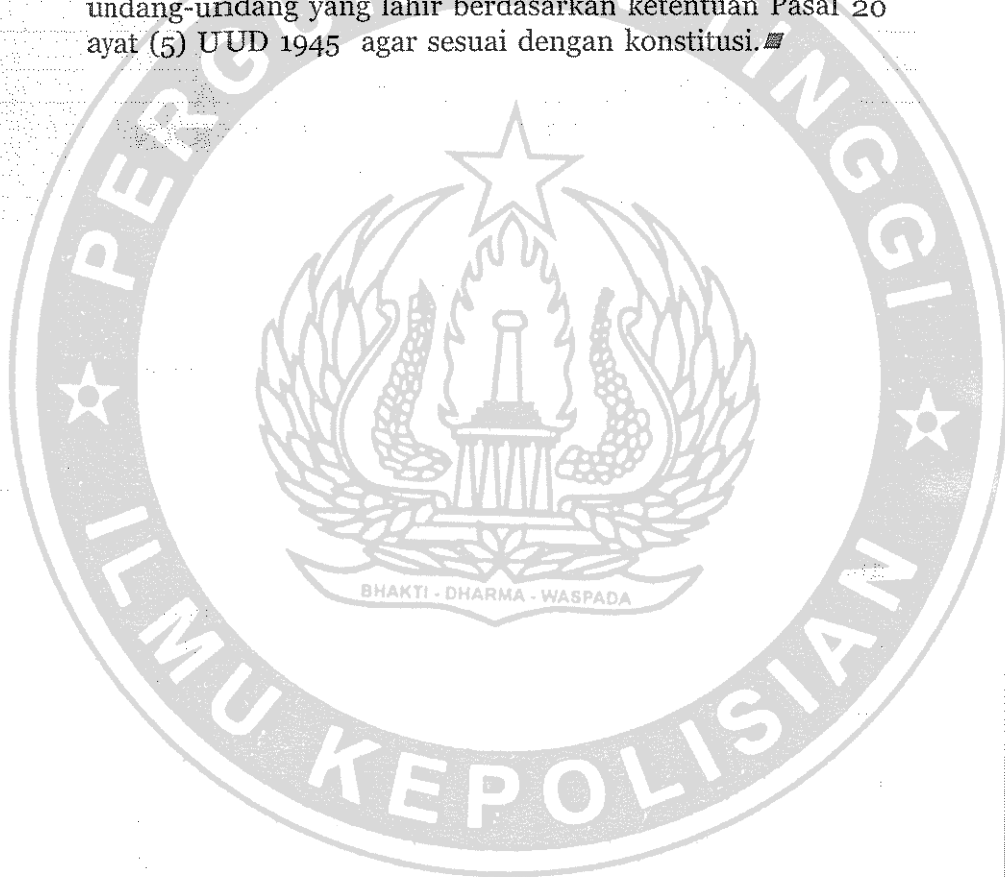 undang-undang yang lahir berdasarkan ketentuan Pasal 20
ayat (5) UUD 1945 agar sesuai dengan konstitusi.
PERGURUAN TINGGI
BHAKTI - DHARMA - WASPADA
ILMU KEPOLISIAN